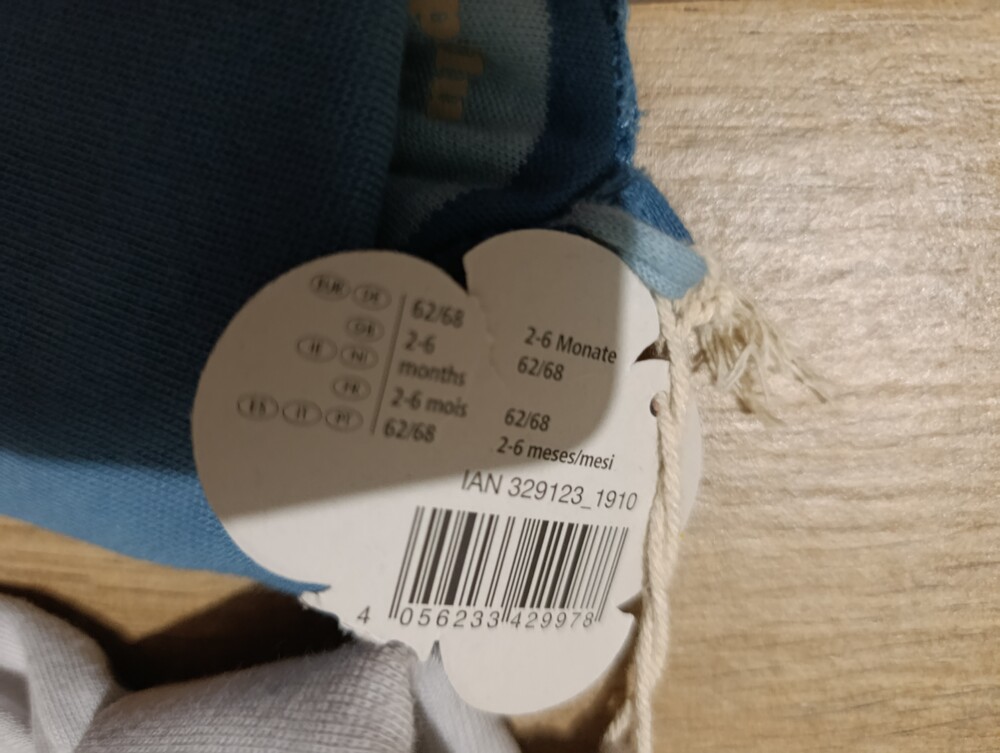 EUR DE 62/68 2-6 Monate
GB 2-6 62/68
IE NI months
FR 2-6 mois 62/68
ES IT PT 62/68 2-6 meses/mesi
IAN 329123_1910
4 056233 429978